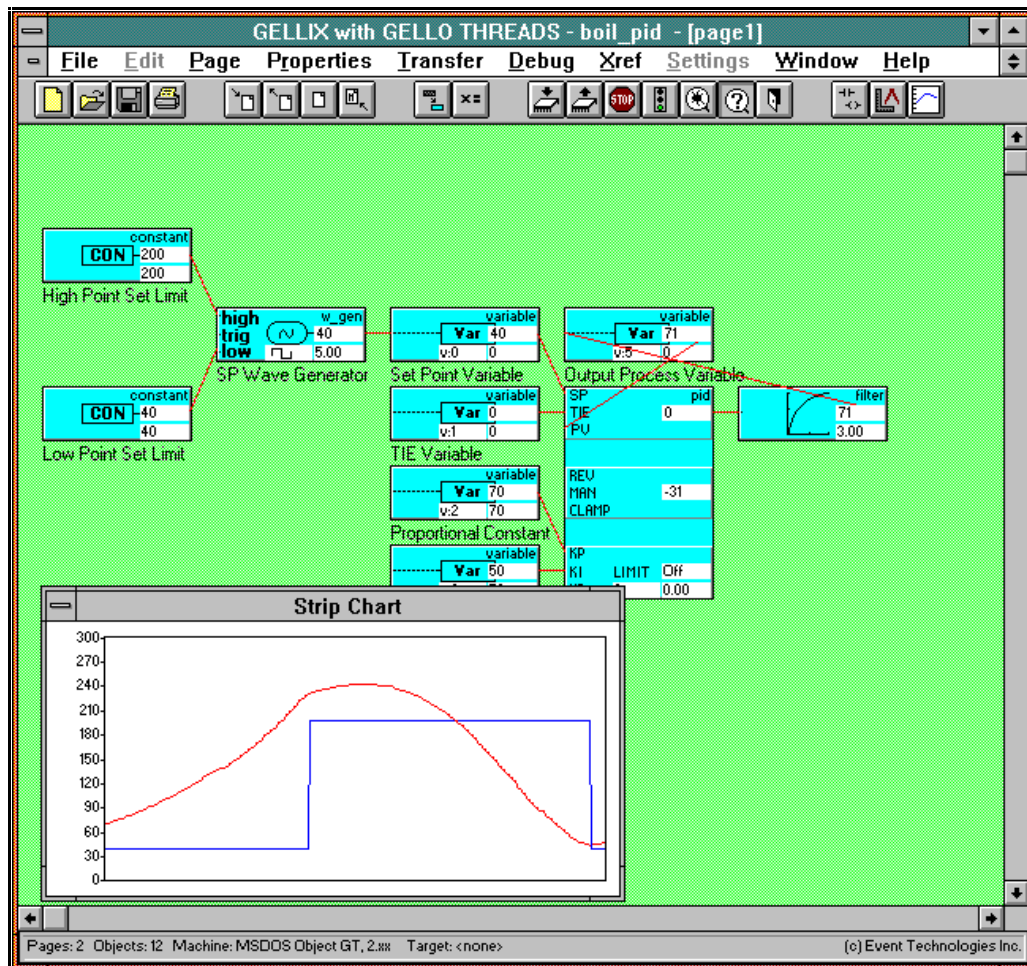 GELLIX with GELLO THREADS - boil_pid - [page1]
File Edit Page Properties Transfer Debug Xref Settings Window Help
x=
STOP
?
constant
CON 200
200
High Point Set Limit
high w_gen
trig 40
low 5.00
SP Wave Generator
variable
Var 40
v:0 0
Set Point Variable
variable
Var 71
v:5 0
Output Process Variable
constant
CON 40
40
Low Point Set Limit
variable
Var 0
v:1 0
TIE Variable
SP pid
TIE 0
PV
filter
71
3.00
variable
Var 70
v:2 70
Proportional Constant
REV
MAN -31
CLAMP
variable
Var 50
KP
KI LIMIT Off
0.00
Strip Chart
300
270
240
210
180
150
120
90
60
30
0
Pages: 2 Objects: 12 Machine: MSDOS Object GT, 2.xx Target: <none> (c) Event Technologies Inc.